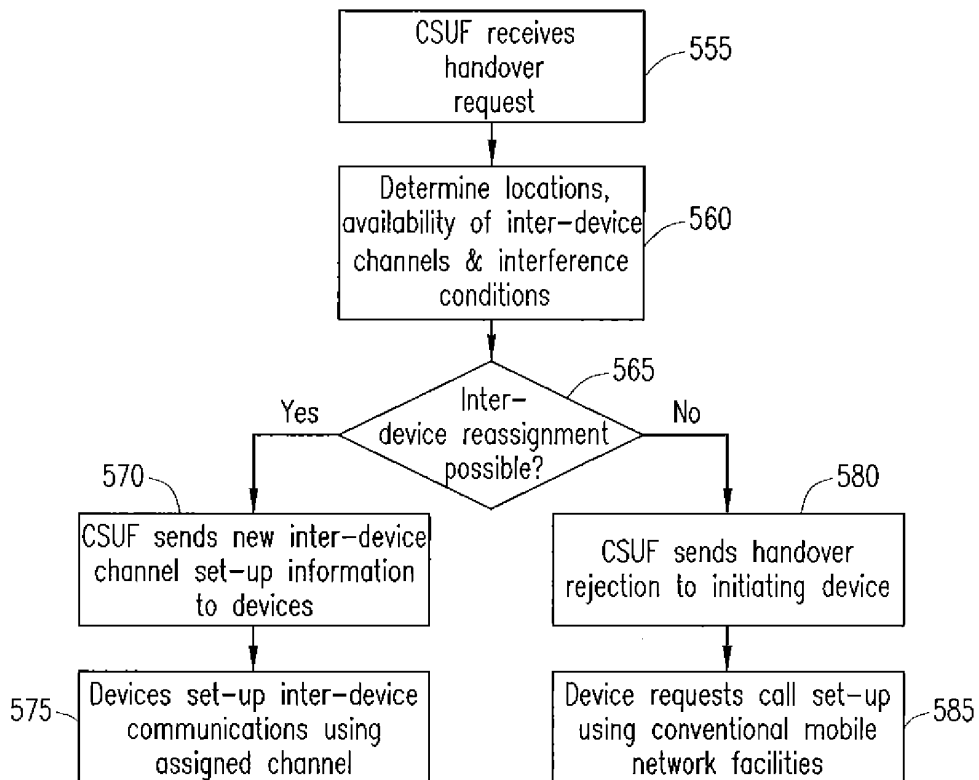 CSUF receives
handover
request
555
Determine locations,
availability of inter-device
channels & interference
conditions
560
565
Inter-
device reassignment
possible?
Yes
No
570
CSUF sends new inter-device
channel set-up information
to devices
580
CSUF sends handover
rejection to initiating device
575
Devices set-up inter-device
communications using
assigned channel
Device requests call set-up
using conventional mobile
network facilities
585